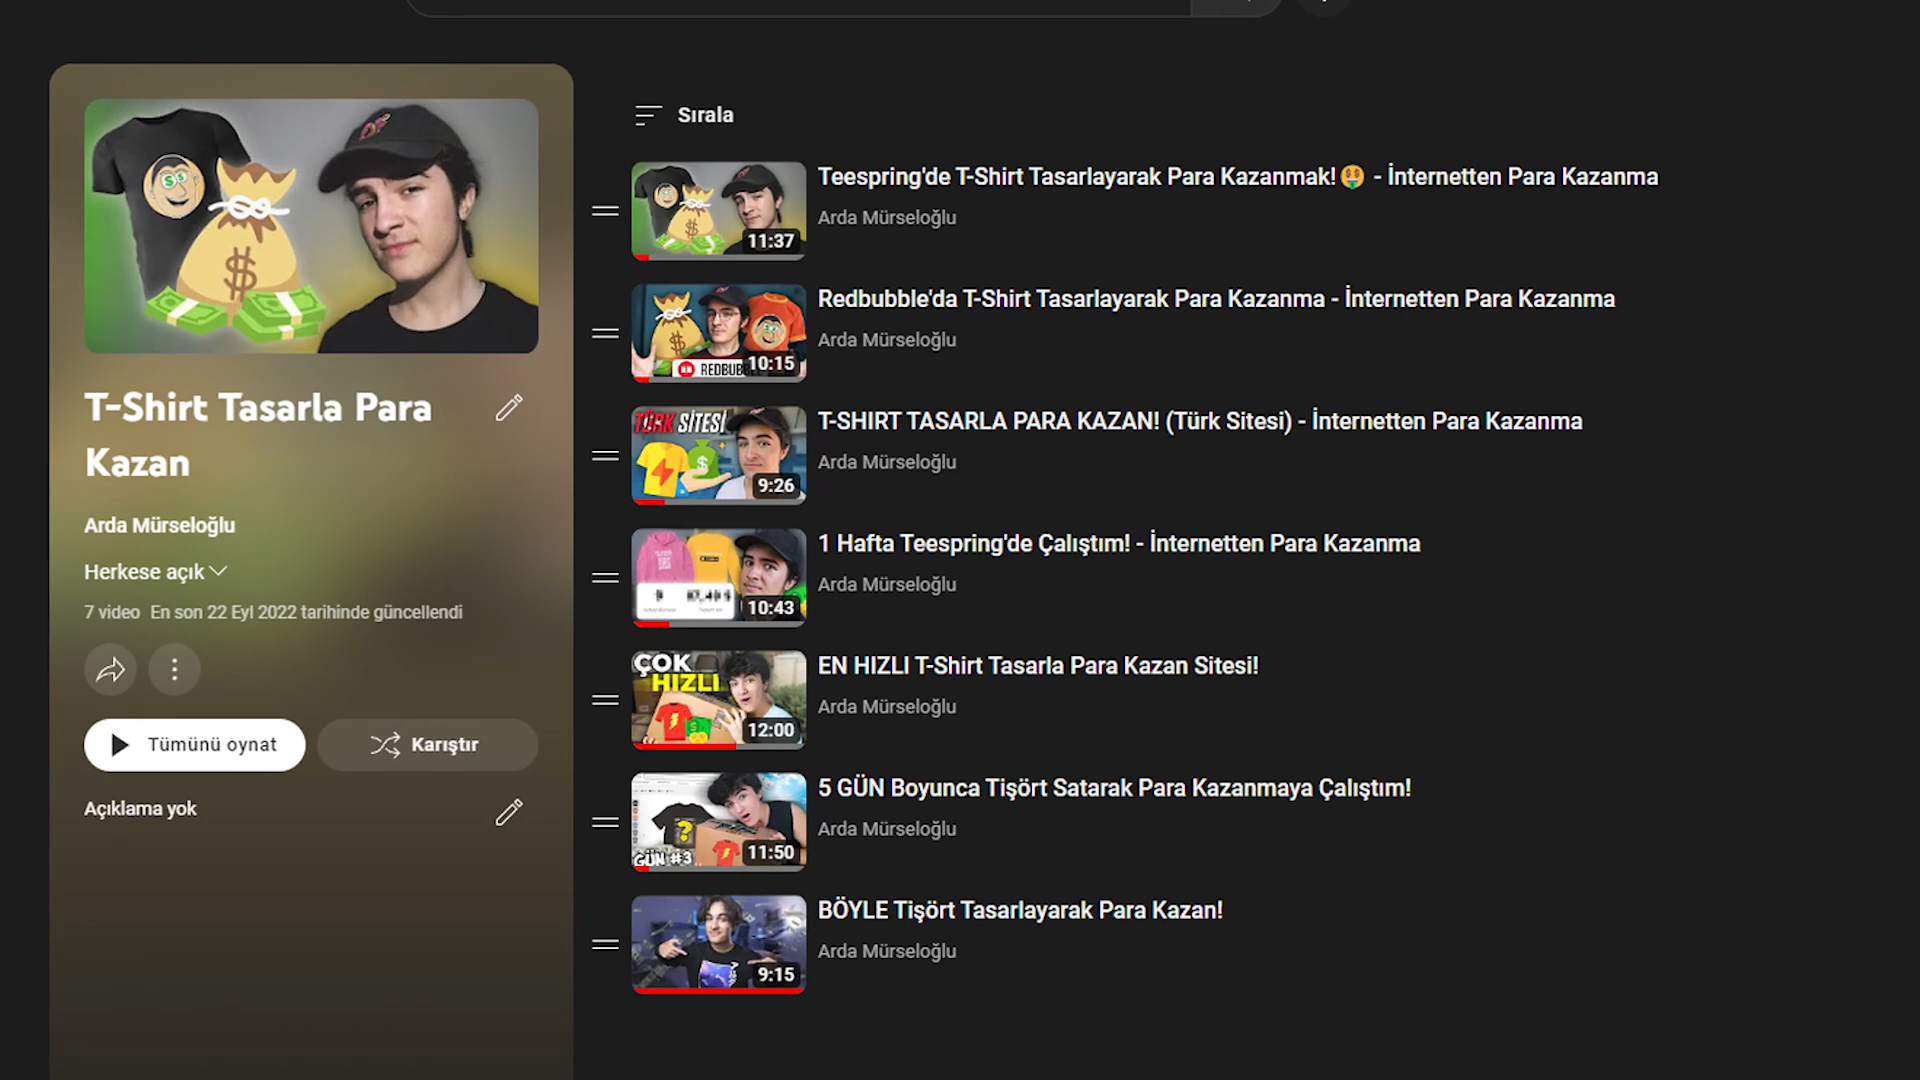 T-Shirt Tasarla Para
Kazan
Arda Mürseloğlu
Herkese açık
7 video En son 22 Eyl 2022 tarihinde güncellendi
Tümünü oynat
Karıştır
Açıklama yok
Sırala
11:37
Teespring'de T-Shirt Tasarlayarak Para Kazanmak!🤑 - İnternetten Para Kazanma
Arda Mürseloğlu
REDBUBB
10:15
Redbubble'da T-Shirt Tasarlayarak Para Kazanma - İnternetten Para Kazanma
Arda Mürseloğlu
TÜRK SİTESİ
9:26
T-SHIRT TASARLA PARA KAZAN! (Türk Sitesi) - İnternetten Para Kazanma
Arda Mürseloğlu
10:43
1 Hafta Teespring'de Çalıştım! - İnternetten Para Kazanma
Arda Mürseloğlu
ÇOK
HIZLI
12:00
EN HIZLI T-Shirt Tasarla Para Kazan Sitesi!
Arda Mürseloğlu
GÜN #3
11:50
5 GÜN Boyunca Tişört Satarak Para Kazanmaya Çalıştım!
Arda Mürseloğlu
9:15
BÖYLE Tişört Tasarlayarak Para Kazan!
Arda Mürseloğlu